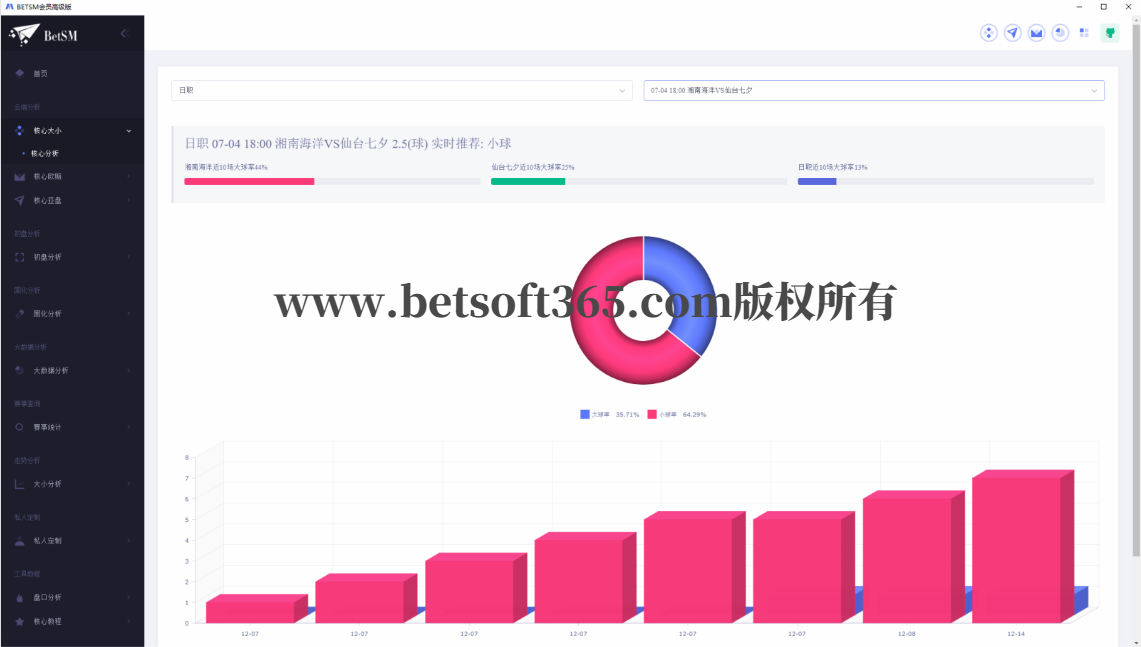 BETSM会员高级版
BetSM
首页
云端分析
核心大小
核心分析
核心欧赔
核心亚盘
初盘分析
初盘分析
固化分析
固化分析
大数据分析
大数据分析
赛事查询
赛事统计
走势分析
大小分析
私人定制
私人定制
工具教程
盘口分析
核心教程
日职
07-04 18:00 湘南海洋VS仙台七夕
日职 07-04 18:00 湘南海洋VS仙台七夕 2.5(球) 实时推荐: 小球
湘南海洋近10场大球率44%
仙台七夕近10场大球率25%
日职近10场大球率13%
www.betsoft365.com版权所有
大球率 35.71%
小球率 64.29%
8
7
6
5
4
3
2
1
0
12-07
12-07
12-07
12-07
12-07
12-07
12-08
12-14